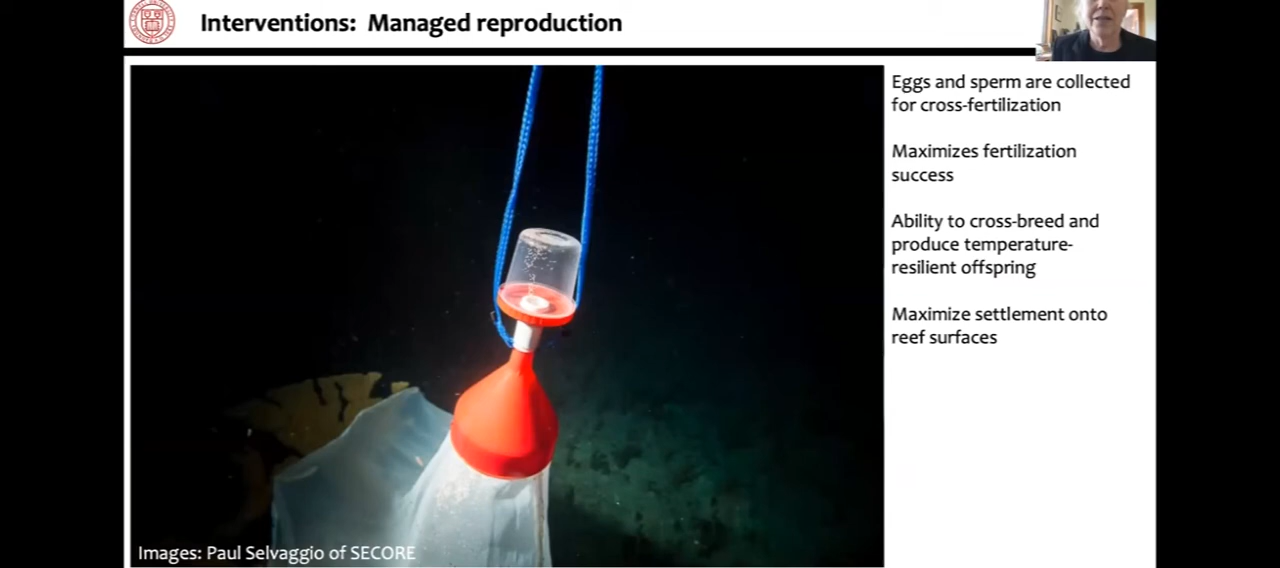 Interventions: Managed reproduction
Eggs and sperm are collected
for cross-fertilization
Maximizes fertilization
success
Ability to cross-breed and
produce temperature-
resilient offspring
Maximize settlement onto
reef surfaces
Images: Paul Selvaggio of SECORE